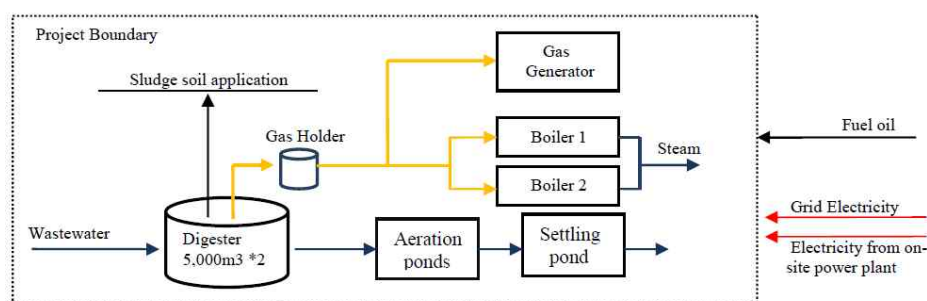 Project Boundary
Sludge soil application
Gas Holder
Gas
Generator
Boiler 1
Boiler 2
Steam
Fuel oil
Grid Electricity
Electricity from on-
site power plant
Wastewater
Digester
5,000m3 *2
Aeration
ponds
Settling
pond